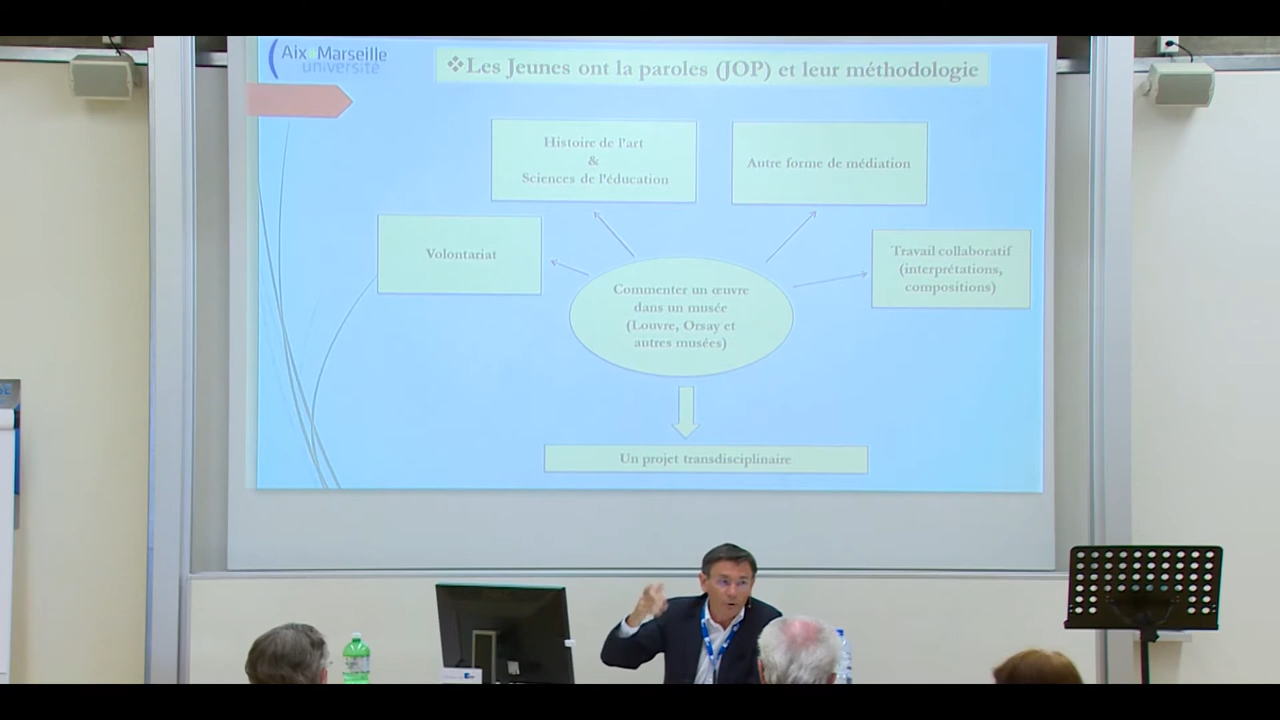 Aix*Marseille
université
❖Les Jeunes ont la paroles (JOP) et leur méthodologie
Histoire de l'art
&
Sciences de l'éducation
Autre forme de médiation
Volontariat
Travail collaboratif
(interprétations,
compositions)
Commenter un œuvre
dans un musée
(Louvre, Orsay et
autres musées)
Un projet transdisciplinaire